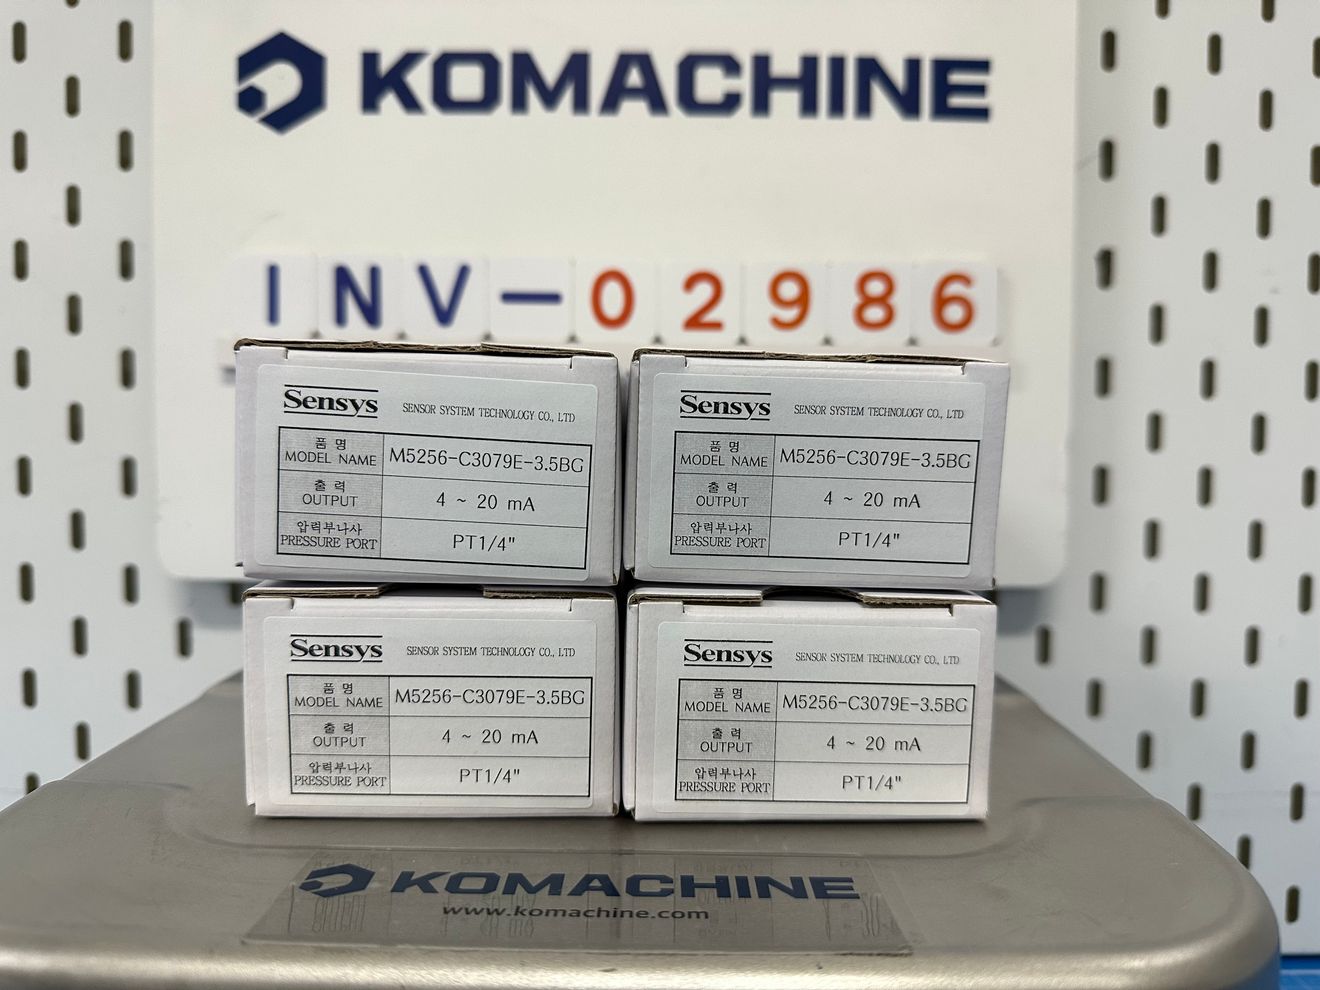 KOMACHINE
INV-02986
Sensys SENSOR SYSTEM TECHNOLOGY CO., LTD
품 명
MODEL NAME M5256-C3079E-3.5BG
출 력
OUTPUT 4 ~ 20 mA
압력부나사
PRESSURE PORT PT1/4"
Sensys SENSOR SYSTEM TECHNOLOGY CO., LTD
품 명
MODEL NAME M5256-C3079E-3.5BG
출 력
OUTPUT 4 ~ 20 mA
압력부나사
PRESSURE PORT PT1/4"
Sensys SENSOR SYSTEM TECHNOLOGY CO., LTD
품 명
MODEL NAME M5256-C3079E-3.5BG
출 력
OUTPUT 4 ~ 20 mA
압력부나사
PRESSURE PORT PT1/4"
Sensys SENSOR SYSTEM TECHNOLOGY CO., LTD
품 명
MODEL NAME M5256-C3079E-3.5BG
출 력
OUTPUT 4 ~ 20 mA
압력부나사
PRESSURE PORT PT1/4"
KOMACHINE
www.komachine.com